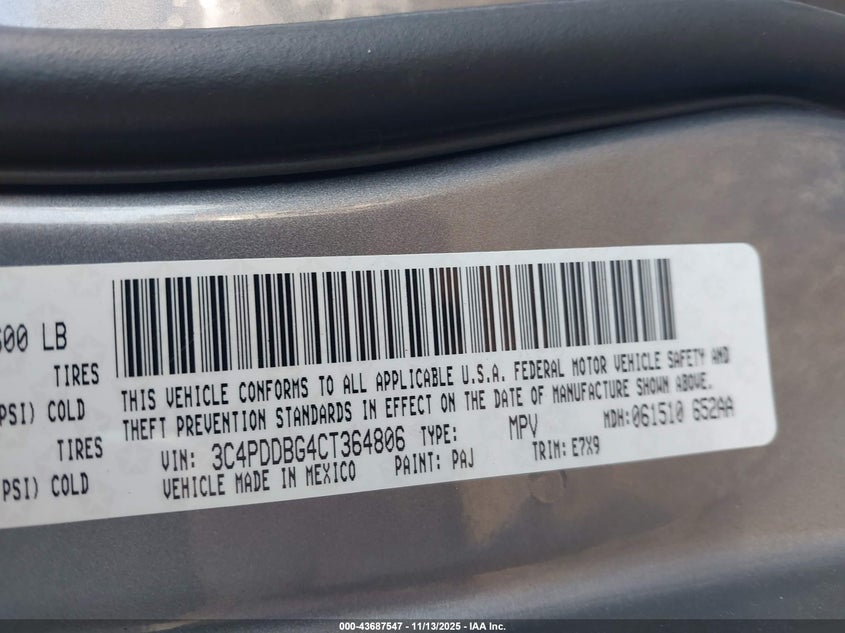 600 LB
TIRES
PSI) COLD
TIRES
PSI) COLD
THIS VEHICLE CONFORMS TO ALL APPLICABLE U.S.A. FEDERAL MOTOR VEHICLE SAFETY AND
THEFT PREVENTION STANDARDS IN EFFECT ON THE DATE OF MANUFACTURE SHOWN ABOVE.
VIN: 3C4PDDBG4CT364806 TYPE: MPV MDH:061510 652AA
VEHICLE MADE IN MEXICO PAINT: PAJ TRIM: E7X9
000-43687547 - 11/13/2025 - IAA Inc.